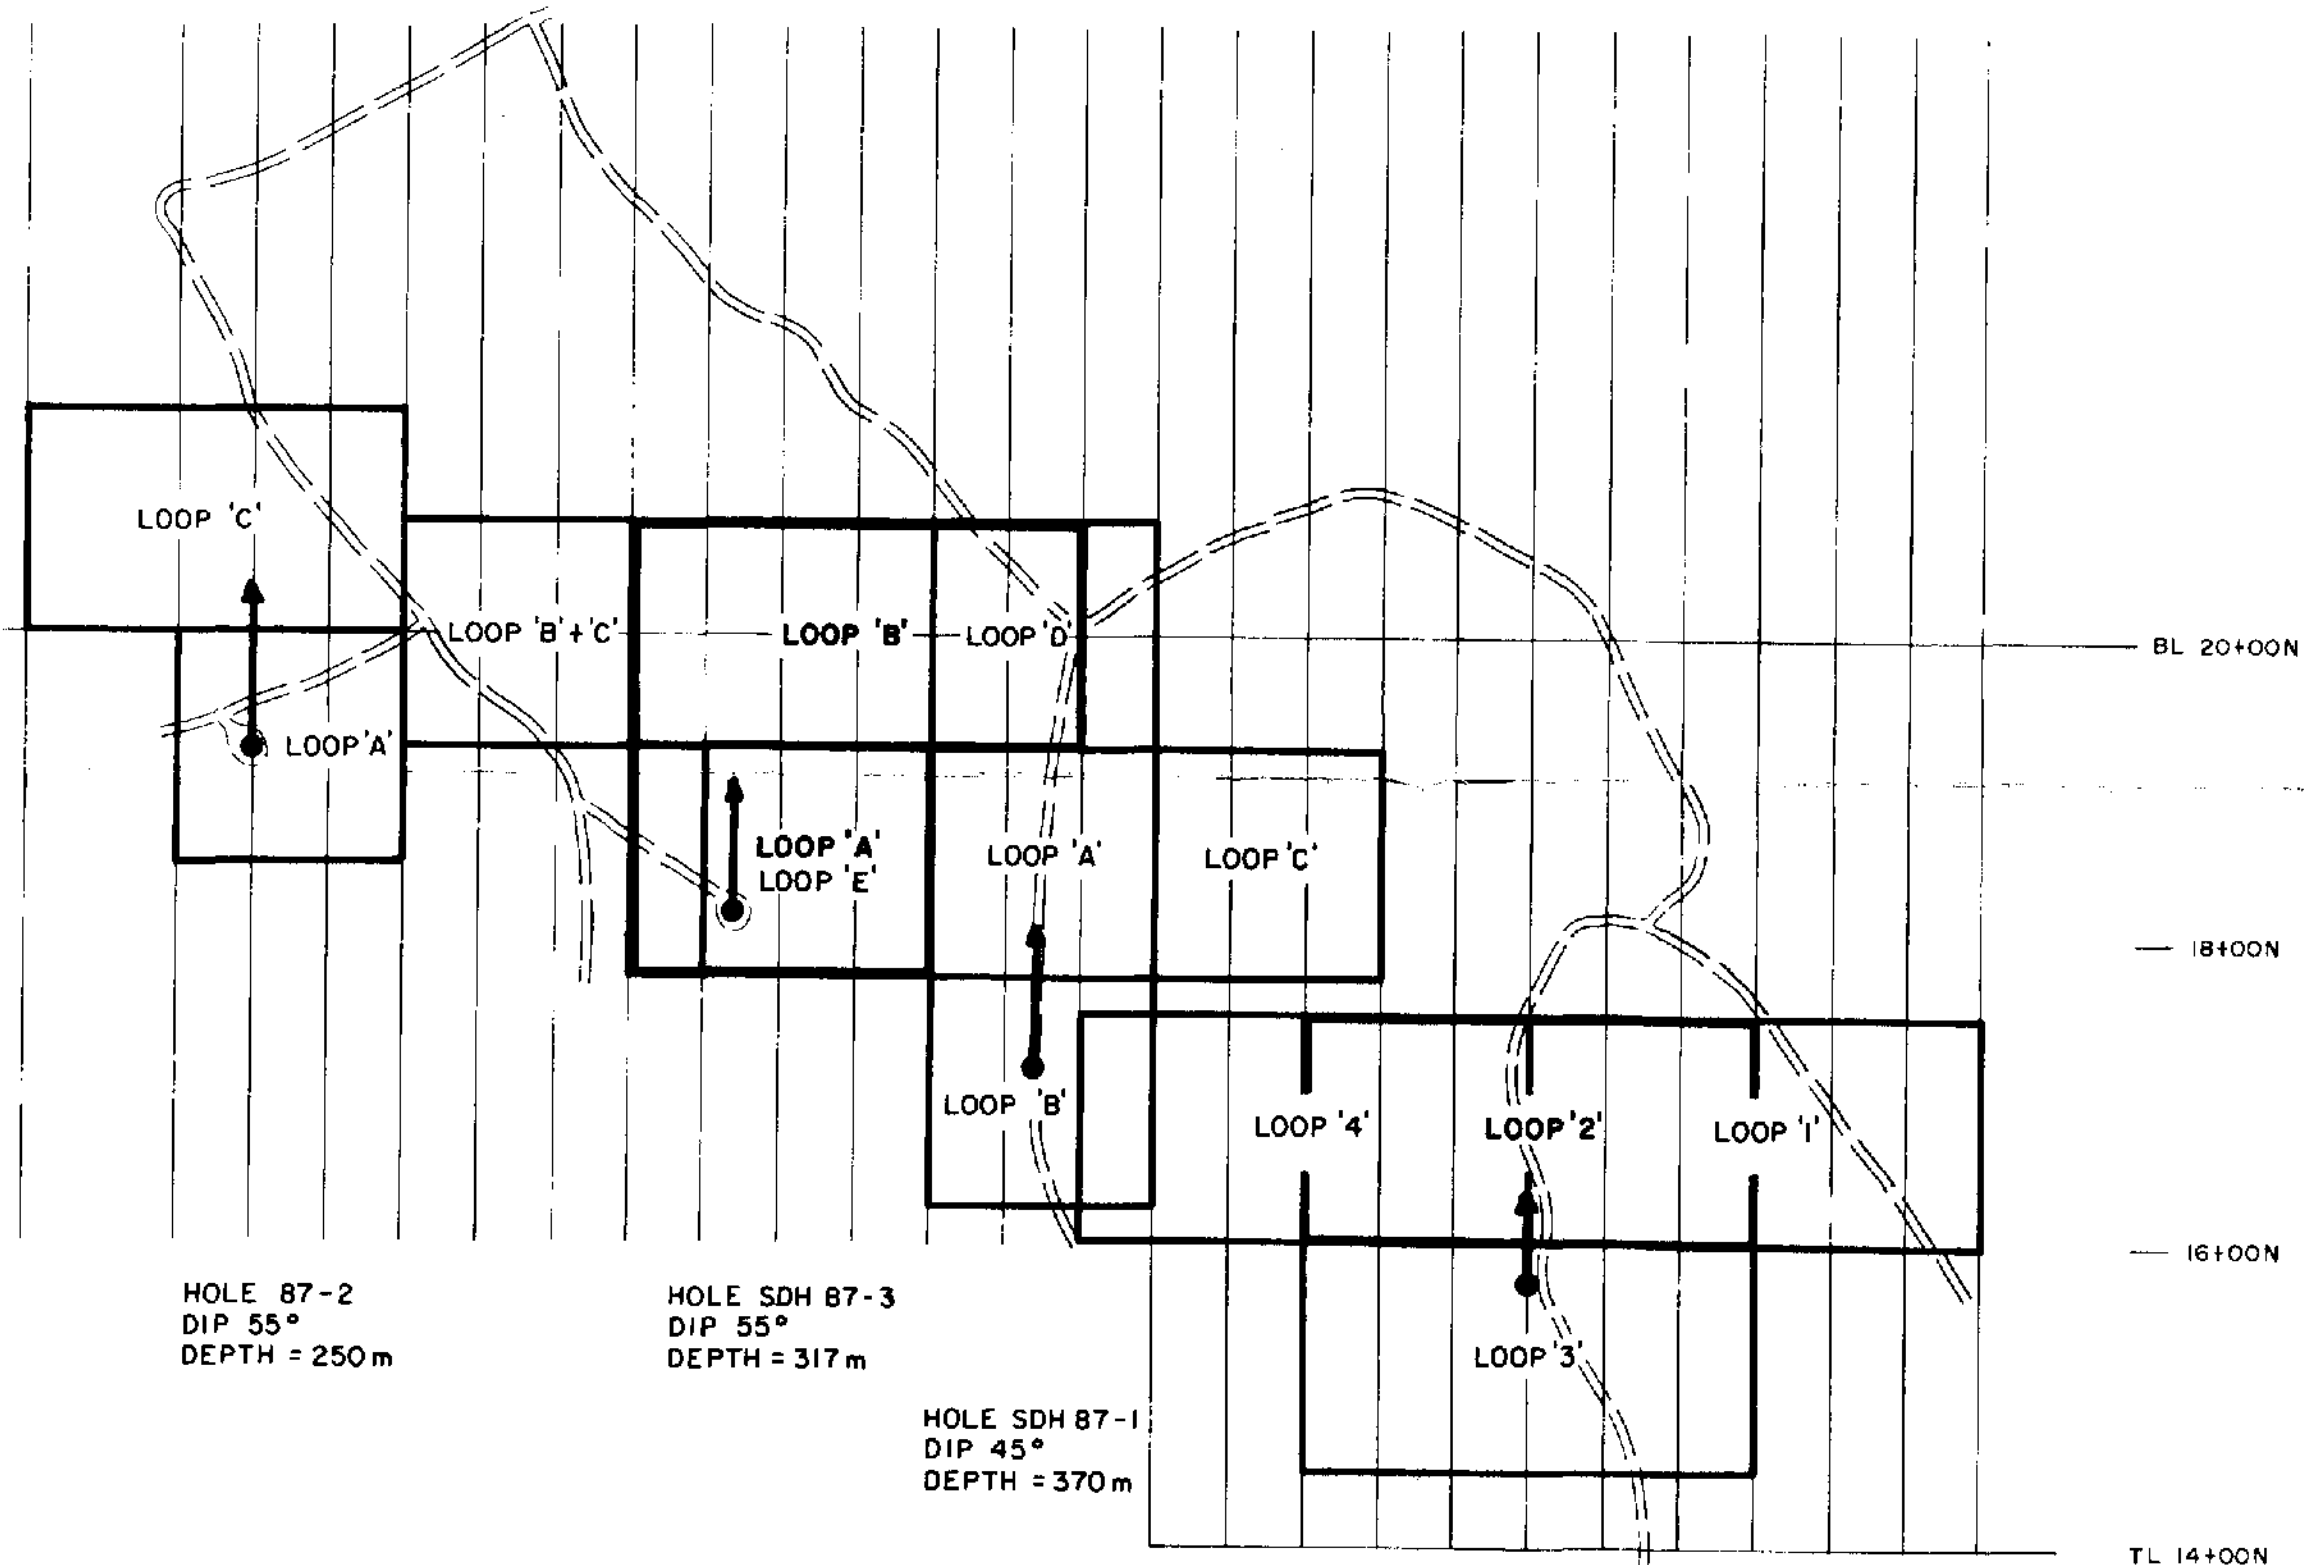 LOOP 'C'
LOOP 'B'+'C'
LOOP 'B'
LOOP 'D'
BL 20+00N
LOOP 'A'
LOOP 'A'
LOOP 'E'
LOOP 'A'
LOOP 'C'
18+00N
LOOP 'B'
LOOP '4'
LOOP '2'
LOOP '1'
16+00N
HOLE 87-2
DIP 55°
DEPTH = 250 m
HOLE SDH 87-3
DIP 55°
DEPTH = 317 m
LOOP '3'
HOLE SDH 87-1
DIP 45°
DEPTH = 370 m
TL 14+00N